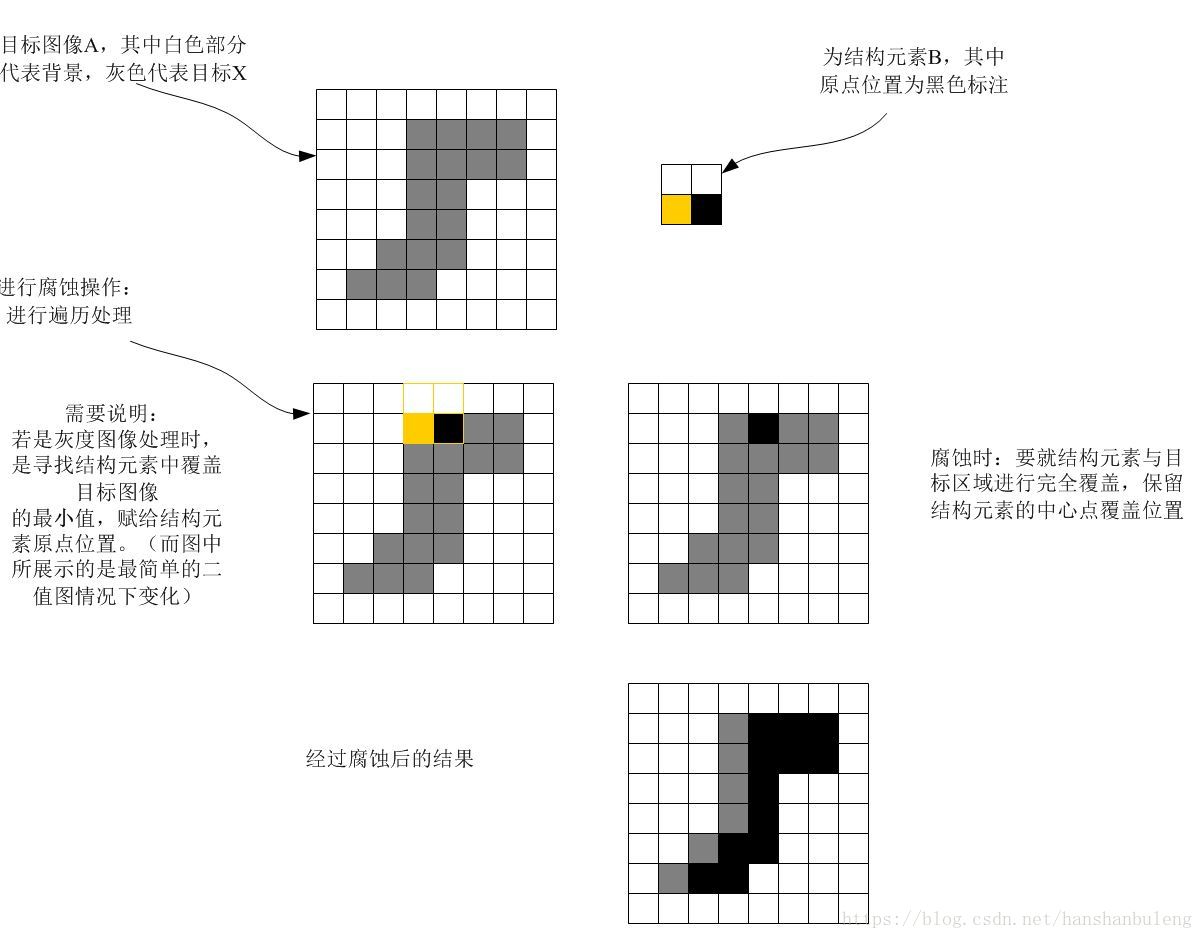 目标图像A，其中白色部分
代表背景，灰色代表目标X
为结构元素B，其中
原点位置为黑色标注
进行腐蚀操作：
进行遍历处理
需要说明：
若是灰度图像处理时，
是寻找结构元素中覆盖
目标图像
的最小值，赋给结构元
素原点位置。（而图中
所展示的是最简单的二
值图情况下变化）
腐蚀时：要就结构元素与目
标区域进行完全覆盖，保留
结构元素的中心点覆盖位置
经过腐蚀后的结果
https://blog.csdn.net/hanshanbuleng